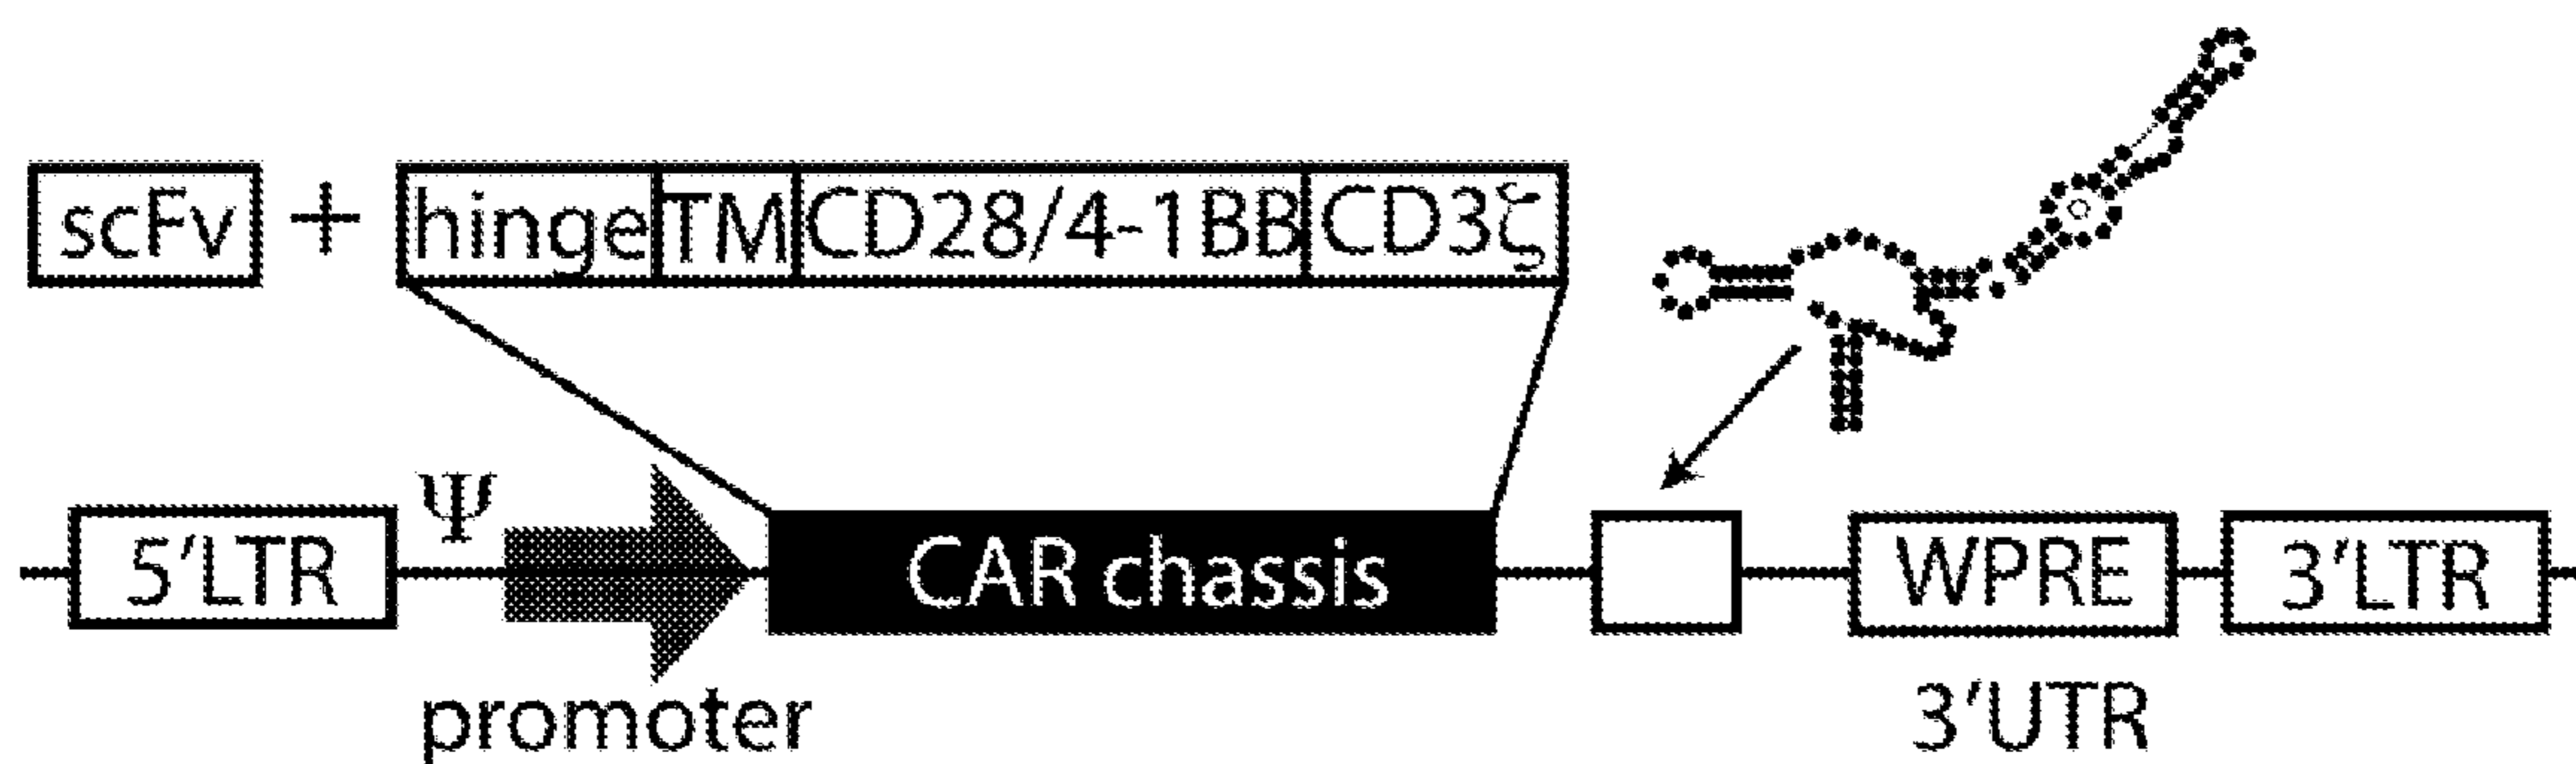 scFv + hinge TM CD28/4-1BB CD3ζ
Ψ
5'LTR CAR chassis WPRE 3'LTR
promoter 3'UTR